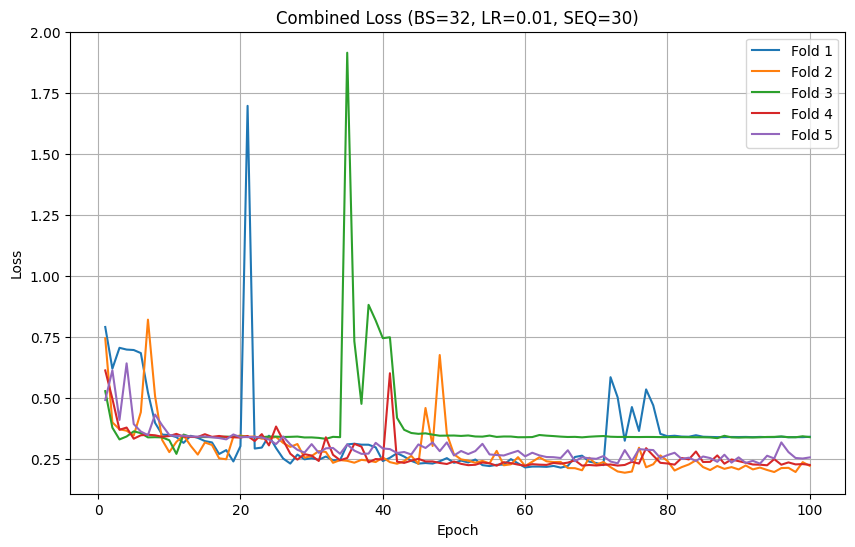 Combined Loss (BS=32, LR=0.01, SEQ=30)
2.00
1.75
1.50
1.25
1.00
0.75
0.50
0.25
Loss
Fold 1
Fold 2
Fold 3
Fold 4
Fold 5
0
20
40
60
80
100
Epoch